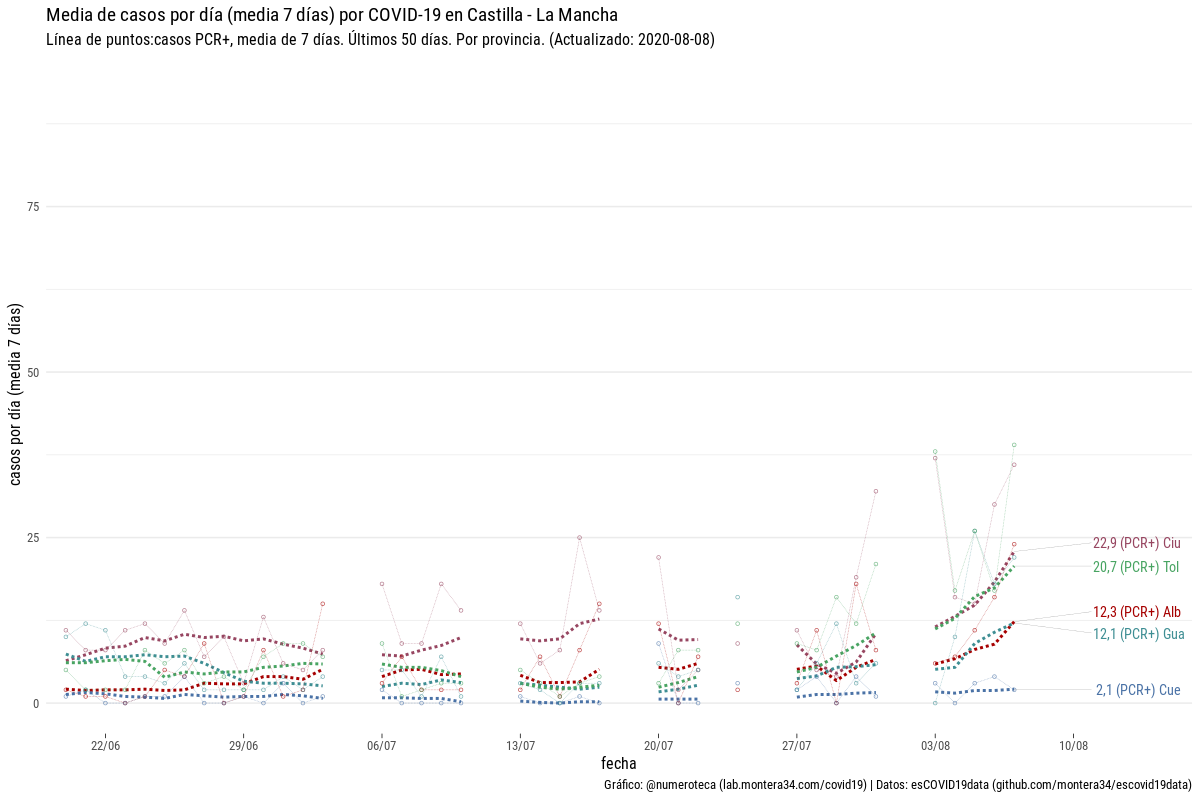 Media de casos por día (media 7 días) por COVID-19 en Castilla - La Mancha
Línea de puntos:casos PCR+, media de 7 días. Últimos 50 días. Por provincia. (Actualizado: 2020-08-08)
casos por día (media 7 días)
75
50
25
0
22,9 (PCR+) Ciu
20,7 (PCR+) Tol
12,3 (PCR+) Alb
12,1 (PCR+) Gua
2,1 (PCR+) Cue
22/06 29/06 06/07 13/07 20/07 27/07 03/08 10/08
fecha
Gráfico: @numeroteca (lab.montera34.com/covid19) | Datos: esCOVID19data (github.com/montera34/escovid19data)